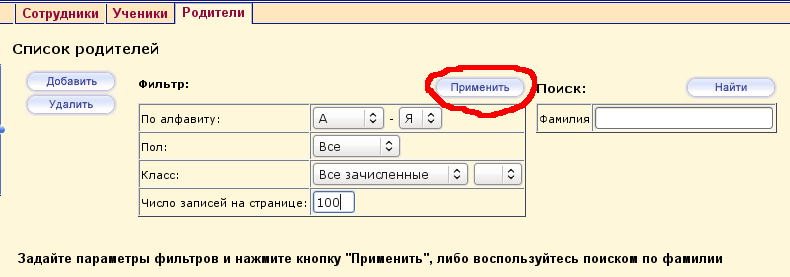 Сотрудники Ученики Родители
Список родителей
Добавить Фильтр: Применить Поиск: Найти
Удалить
По алфавиту: А - Я Фамилия
Пол: Все
Класс: Все зачисленные
Число записей на странице: 100
Задайте параметры фильтров и нажмите кнопку "Применить", либо воспользуйтесь поиском по фамилии